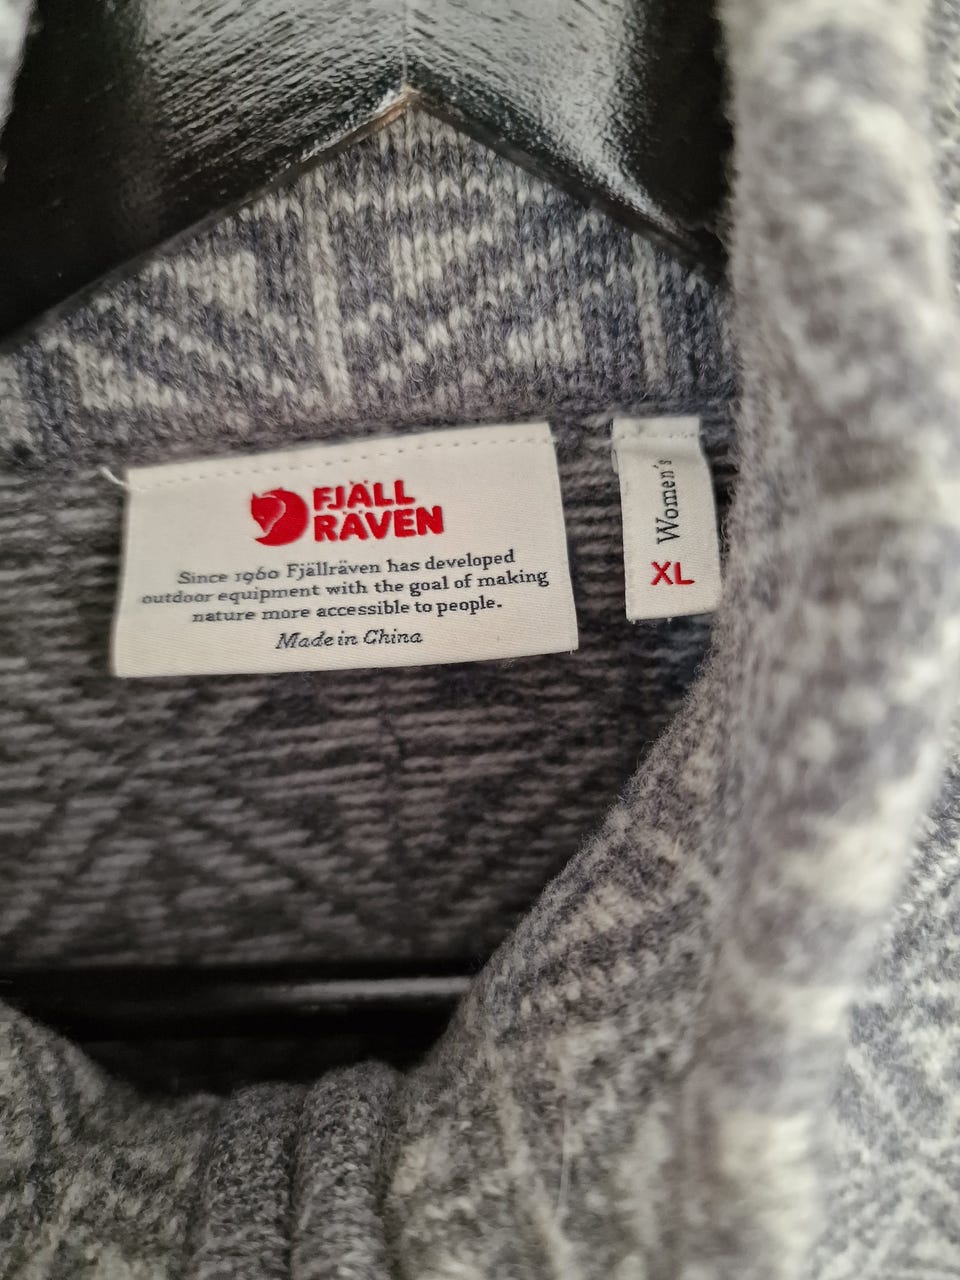 FJÄLL
RÄVEN
Since 1960 Fjällräven has developed
outdoor equipment with the goal of making
nature more accessible to people.
Made in China
Women's
XL